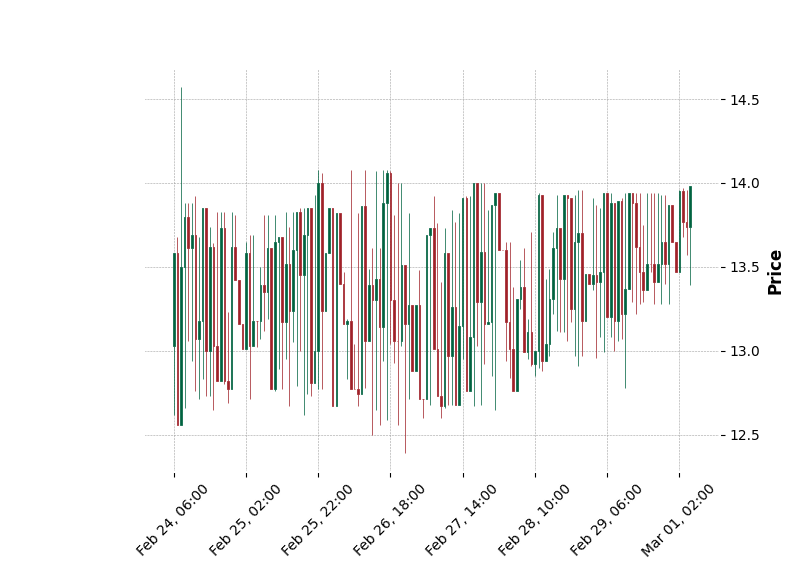 14.5
14.0
13.5
13.0
12.5
Price
Feb 24, 06:00
Feb 25, 02:00
Feb 25, 22:00
Feb 26, 18:00
Feb 27, 14:00
Feb 28, 10:00
Feb 29, 06:00
Mar 01, 02:00